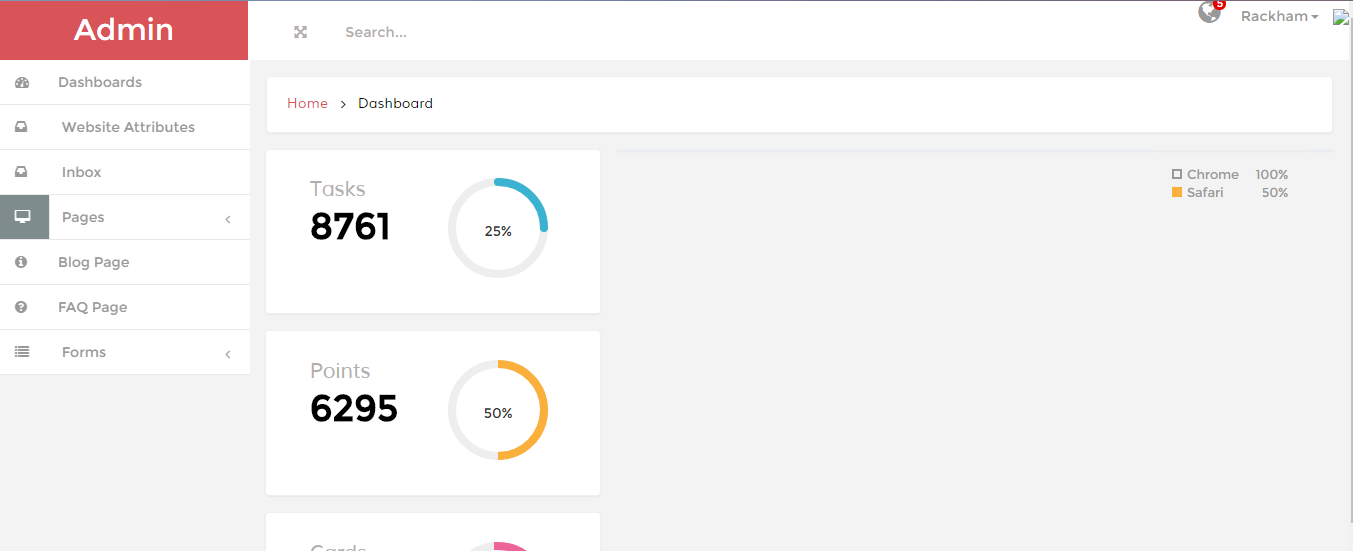 Admin
Search...
5
Rackham
Dashboards
Website Attributes
Inbox
Pages
Blog Page
FAQ Page
Forms
Home > Dashboard
Tasks
8761
25%
Chrome 100%
Safari 50%
Points
6295
50%
Cards